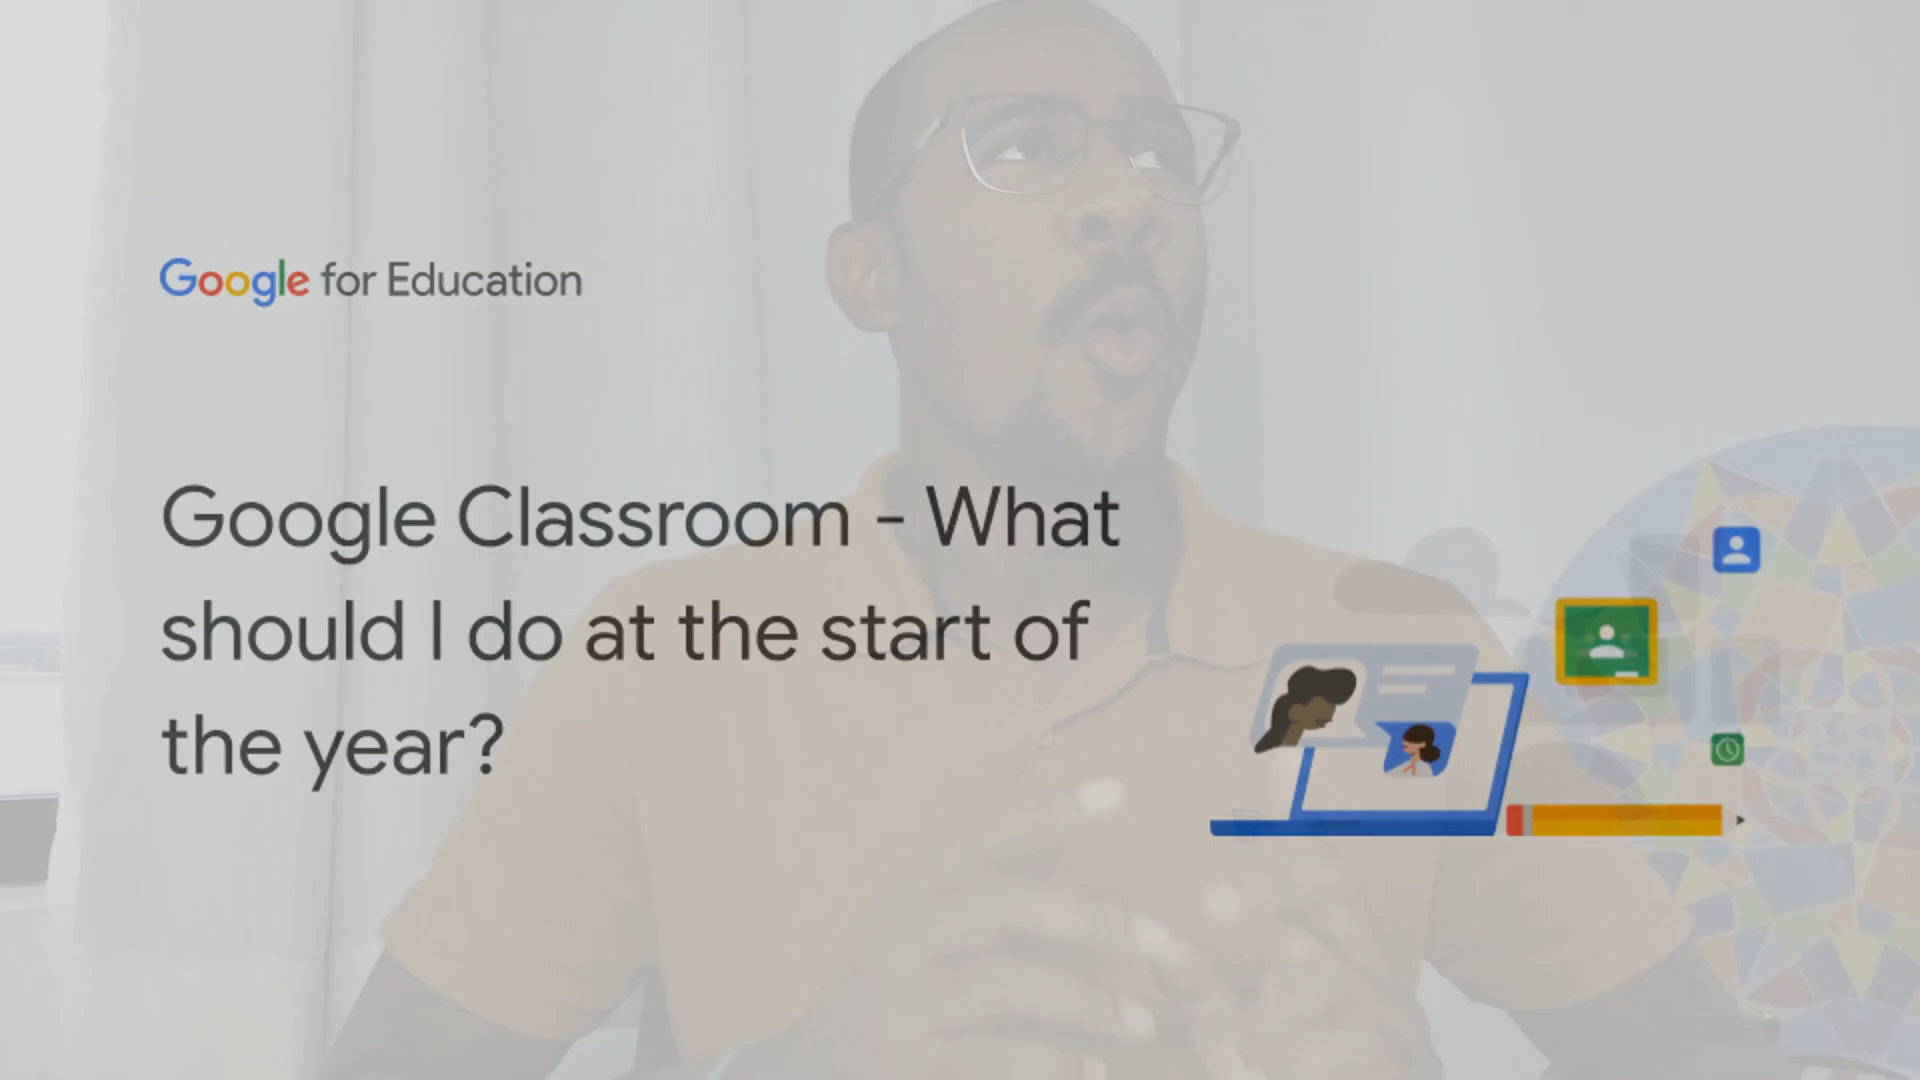 Google for Education
Google Classroom - What
should I do at the start of
the year?